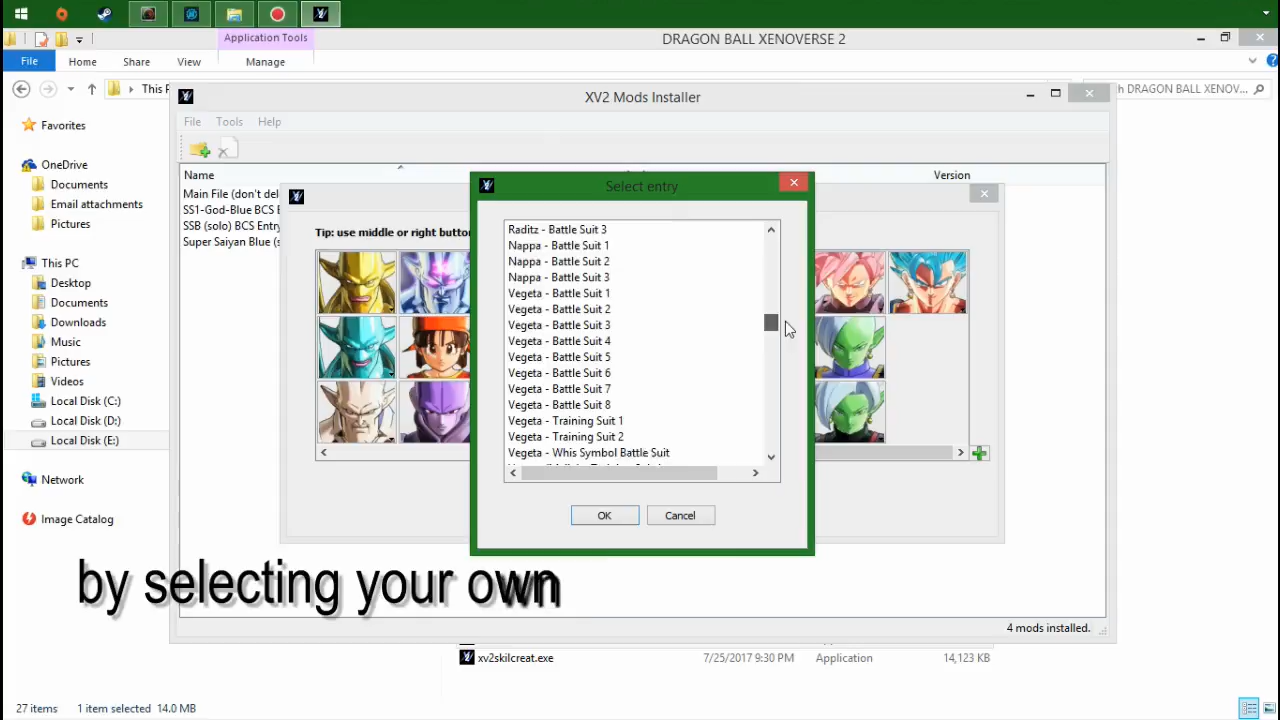 Application Tools
DRAGON BALL XENOVERSE 2
File
Home
Share
View
Manage
This P
h DRAGON BALL XENOV...
Favorites
OneDrive
Documents
Email attachments
Pictures
This PC
Desktop
Documents
Downloads
Music
Pictures
Videos
Local Disk (C:)
Local Disk (D:)
Local Disk (E:)
Network
Image Catalog
XV2 Mods Installer
File
Tools
Help
Name
Version
Main File (don't del
SS1-God-Blue BCS E
SSB (solo) BCS Entry
Super Saiyan Blue (s
Tip: use middle or right button
Select entry
Raditz - Battle Suit 3
Nappa - Battle Suit 1
Nappa - Battle Suit 2
Nappa - Battle Suit 3
Vegeta - Battle Suit 1
Vegeta - Battle Suit 2
Vegeta - Battle Suit 3
Vegeta - Battle Suit 4
Vegeta - Battle Suit 5
Vegeta - Battle Suit 6
Vegeta - Battle Suit 7
Vegeta - Battle Suit 8
Vegeta - Training Suit 1
Vegeta - Training Suit 2
Vegeta - Whis Symbol Battle Suit
OK
Cancel
by selecting your own
4 mods installed.
xv2skilcreat.exe
7/25/2017 9:30 PM
Application
14,123 KB
27 items
1 item selected
14.0 MB